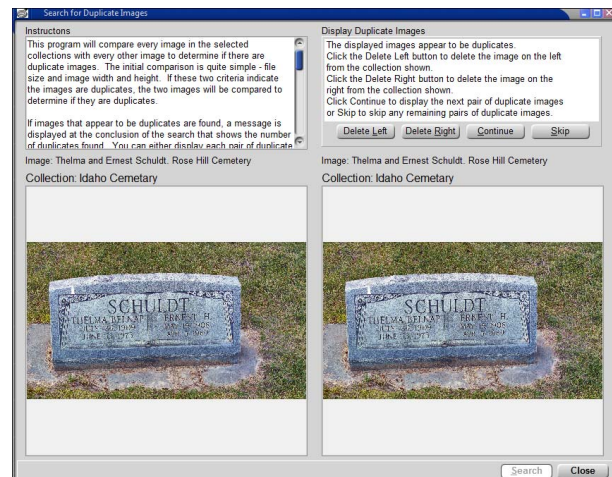 Search for Duplicate Images
Instructons
This program will compare every image in the selected
collections with every other image to determine if there are
duplicate images. The initial comparison is quite simple - file
size and image width and height. If these two criteria indicate
the images are duplicates, the two images will be compared to
determine if they are duplicates.
If images that appear to be duplicates are found, a message is
displayed at the conclusion of the search that shows the number
of duplicates found. You can either display each pair of duplicate
Display Duplicate Images
The displayed images appear to be duplicates.
Click the Delete Left button to delete the image on the left
from the collection shown.
Click the Delete Right button to delete the image on the
right from the collection shown.
Click Continue to display the next pair of duplicate images
or Skip to skip any remaining pairs of duplicate images.
Delete Left Delete Right Continue Skip
Image: Thelma and Ernest Schuldt. Rose Hill Cemetery
Collection: Idaho Cemetary
SCHULDT
THELMA BELNAP
ERNEST H.
Image: Thelma and Ernest Schuldt. Rose Hill Cemetery
Collection: Idaho Cemetary
SCHULDT
THELMA BELNAP
ERNEST H.
Search Close